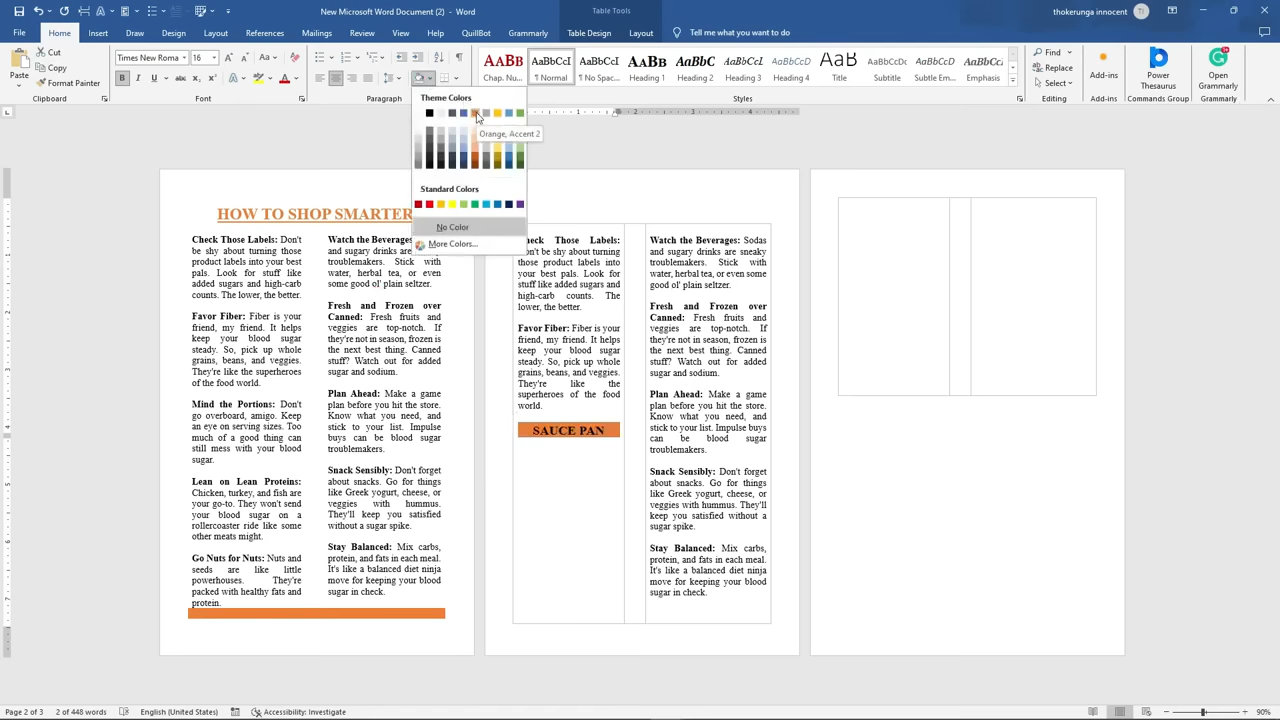 Table Tools
thokerunga innocent
File
Home
Insert
Draw
Design
Layout
References
Mailings
Review
View
Help
QuillBot
Grammarly
Table Design
Layout
Tell me what you want to do
Paste
Cut
Copy
Format Painter
Clipboard
Times New Roma
16
Font
Paragraph
AaBb
Chap. Nu...
AaBbCcI
¶ Normal
AaBbCcI
¶ No Spac...
AaBb
Heading 1
AaBbCc
Heading 2
AaBbCc
Heading 3
AaBbCcD
Heading 4
AaB
Title
AaBbCcDc
Subtitle
AaBbCcI
Subtle Em...
AaBbCcI
Emphasis
Styles
Find
Replace
Select
Editing
Add-ins
Add-ins
Power
Thesaurus
Commands Group
Open
Grammarly
Grammarly
Theme Colors
Orange, Accent 2
Standard Colors
No Color
More Colors...
HOW TO SHOP SMARTER
Check Those Labels: Don't
be shy about turning those
product labels into your best
pals. Look for stuff like
added sugars and high-carb
counts. The lower, the better.
Favor Fiber: Fiber is your
friend, my friend. It helps
keep your blood sugar
steady. So, pick up whole
grains, beans, and veggies.
They're like the superheroes
of the food world.
Mind the Portions: Don't
go overboard, amigo. Keep
an eye on serving sizes. Too
much of a good thing can
still mess with your blood
sugar.
Lean on Lean Proteins:
Chicken, turkey, and fish are
your go-to. They won't send
your blood sugar on a
rollercoaster ride like some
other meats might.
Go Nuts for Nuts: Nuts and
seeds are like little
powerhouses. They're
packed with healthy fats and
protein.
Watch the Beverages:
and sugary drinks are
troublemakers. Stick with
water, herbal tea, or even
some good ol' plain seltzer.
Fresh and Frozen over
Canned: Fresh fruits and
veggies are top-notch. If
they're not in season, frozen is
the next best thing. Canned
stuff? Watch out for added
sugar and sodium.
Plan Ahead: Make a game
plan before you hit the store.
Know what you need, and
stick to your list. Impulse
buys can be blood sugar
troublemakers.
Snack Sensibly: Don't forget
about snacks. Go for things
like Greek yogurt, cheese, or
veggies with hummus.
They'll keep you satisfied
without a sugar spike.
Stay Balanced: Mix carbs,
protein, and fats in each meal.
It's like a balanced diet ninja
move for keeping your blood
sugar in check.
Check Those Labels:
Don't be shy about turning
those product labels into
your best pals. Look for
stuff like added sugars and
high-carb counts. The
lower, the better.
Favor Fiber: Fiber is your
friend, my friend. It helps
keep your blood sugar
steady. So, pick up whole
grains, beans, and veggies.
They're like the
superheroes of the food
world.
SAUCE PAN
Watch the Beverages: Sodas
and sugary drinks are sneaky
troublemakers. Stick with
water, herbal tea, or even some
good ol' plain seltzer.
Fresh and Frozen over
Canned: Fresh fruits and
veggies are top-notch. If
they're not in season, frozen is
the next best thing. Canned
stuff? Watch out for added
sugar and sodium.
Plan Ahead: Make a game
plan before you hit the store.
Know what you need, and
stick to your list. Impulse buys
can be blood sugar
troublemakers.
Snack Sensibly: Don't forget
about snacks. Go for things
like Greek yogurt, cheese, or
veggies with hummus. They'll
keep you satisfied without a
sugar spike.
Stay Balanced: Mix carbs,
protein, and fats in each meal.
It's like a balanced diet ninja
move for keeping your blood
sugar in check.
Page 2 of 3
2 of 448 words
English (United States)
Accessibility: Investigate
90%